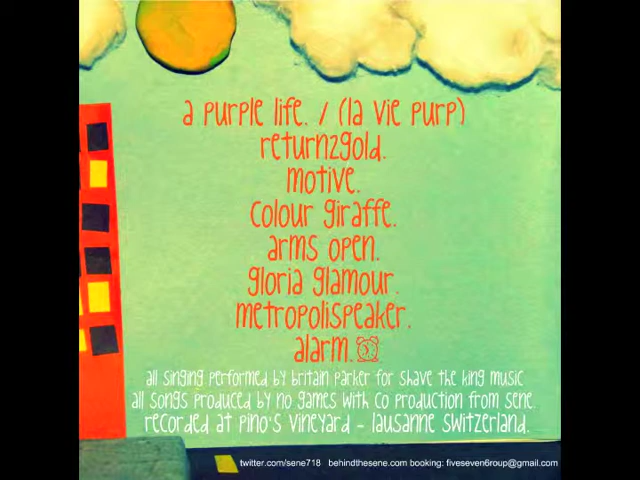 a purple life. / (la vie purp)
return2gold.
motive.
colour giraffe.
arms open.
gloria glamour.
metropolispeaker.
alarm.
all singing performed by britain parker for shave the king music
all songs produced by no games with co production from sene.
recorded at pino's vineyard - lausanne switzerland.
twitter.com/sene718 behindthesene.com booking: fiveseven6roup@gmail.com